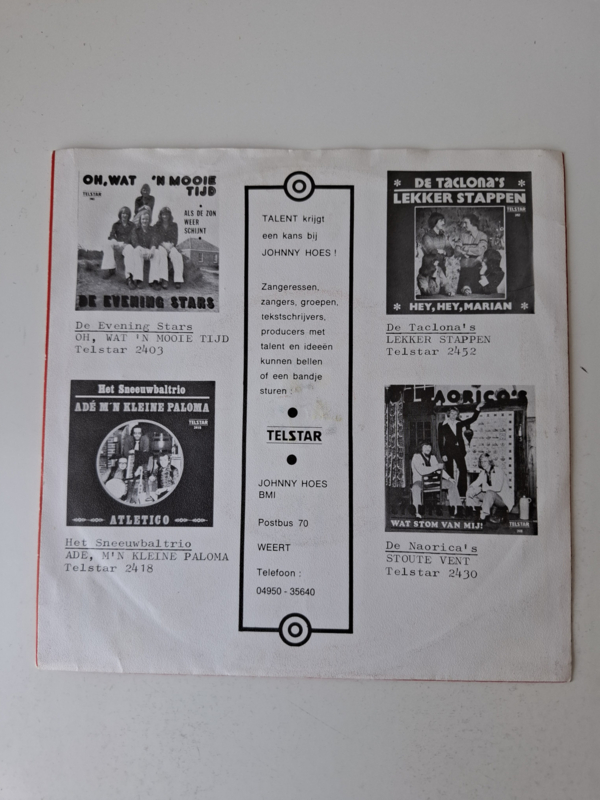 OH, WAT 'N MOOIE
TIJD
TELSTAR
ALS DE ZON
WEER
SCHIJNT
DE EVENING STARS
De Evening Stars
OH, WAT 'N MOOIE TIJD
Telstar 2403
Het Sneeuwbaltrio
ADÉ M'N KLEINE PALOMA
TELSTAR
ATLETICO
Het Sneeuwbaltrio
ADE, M'N KLEINE PALOMA
Telstar 2418
TALENT krijgt
een kans bij
JOHNNY HOES !
Zangeressen,
zangers, groepen,
tekstschrijvers,
producers met
talent en ideeën
kunnen bellen
of een bandje
sturen :
TELSTAR
JOHNNY HOES
BMI
Postbus 70
WEERT
Telefoon :
04950 - 35640
* DE TACLONA'S *
LEKKER STAPPEN
TELSTAR
* HEY, HEY, MARIAN *
De Taclona's
LEKKER STAPPEN
Telstar 2452
NAORICA'S
WAT STOM VAN MIJ!
TELSTAR
De Naorica's
STOUTE VENT
Telstar 2430